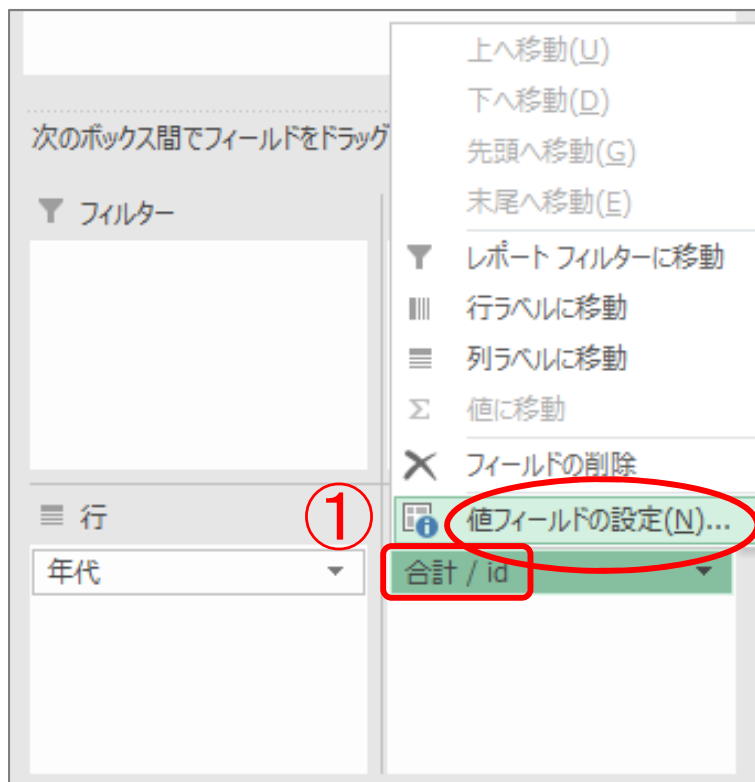 上へ移動(U)
下へ移動(D)
次のボックス間でフィールドをドラッグ
先頭へ移動(G)
末尾へ移動(E)
フィルター
レポート フィルターに移動
行ラベルに移動
列ラベルに移動
Σ 値に移動
フィールドの削除
行
①
値フィールドの設定(N)...
年代
合計 / id